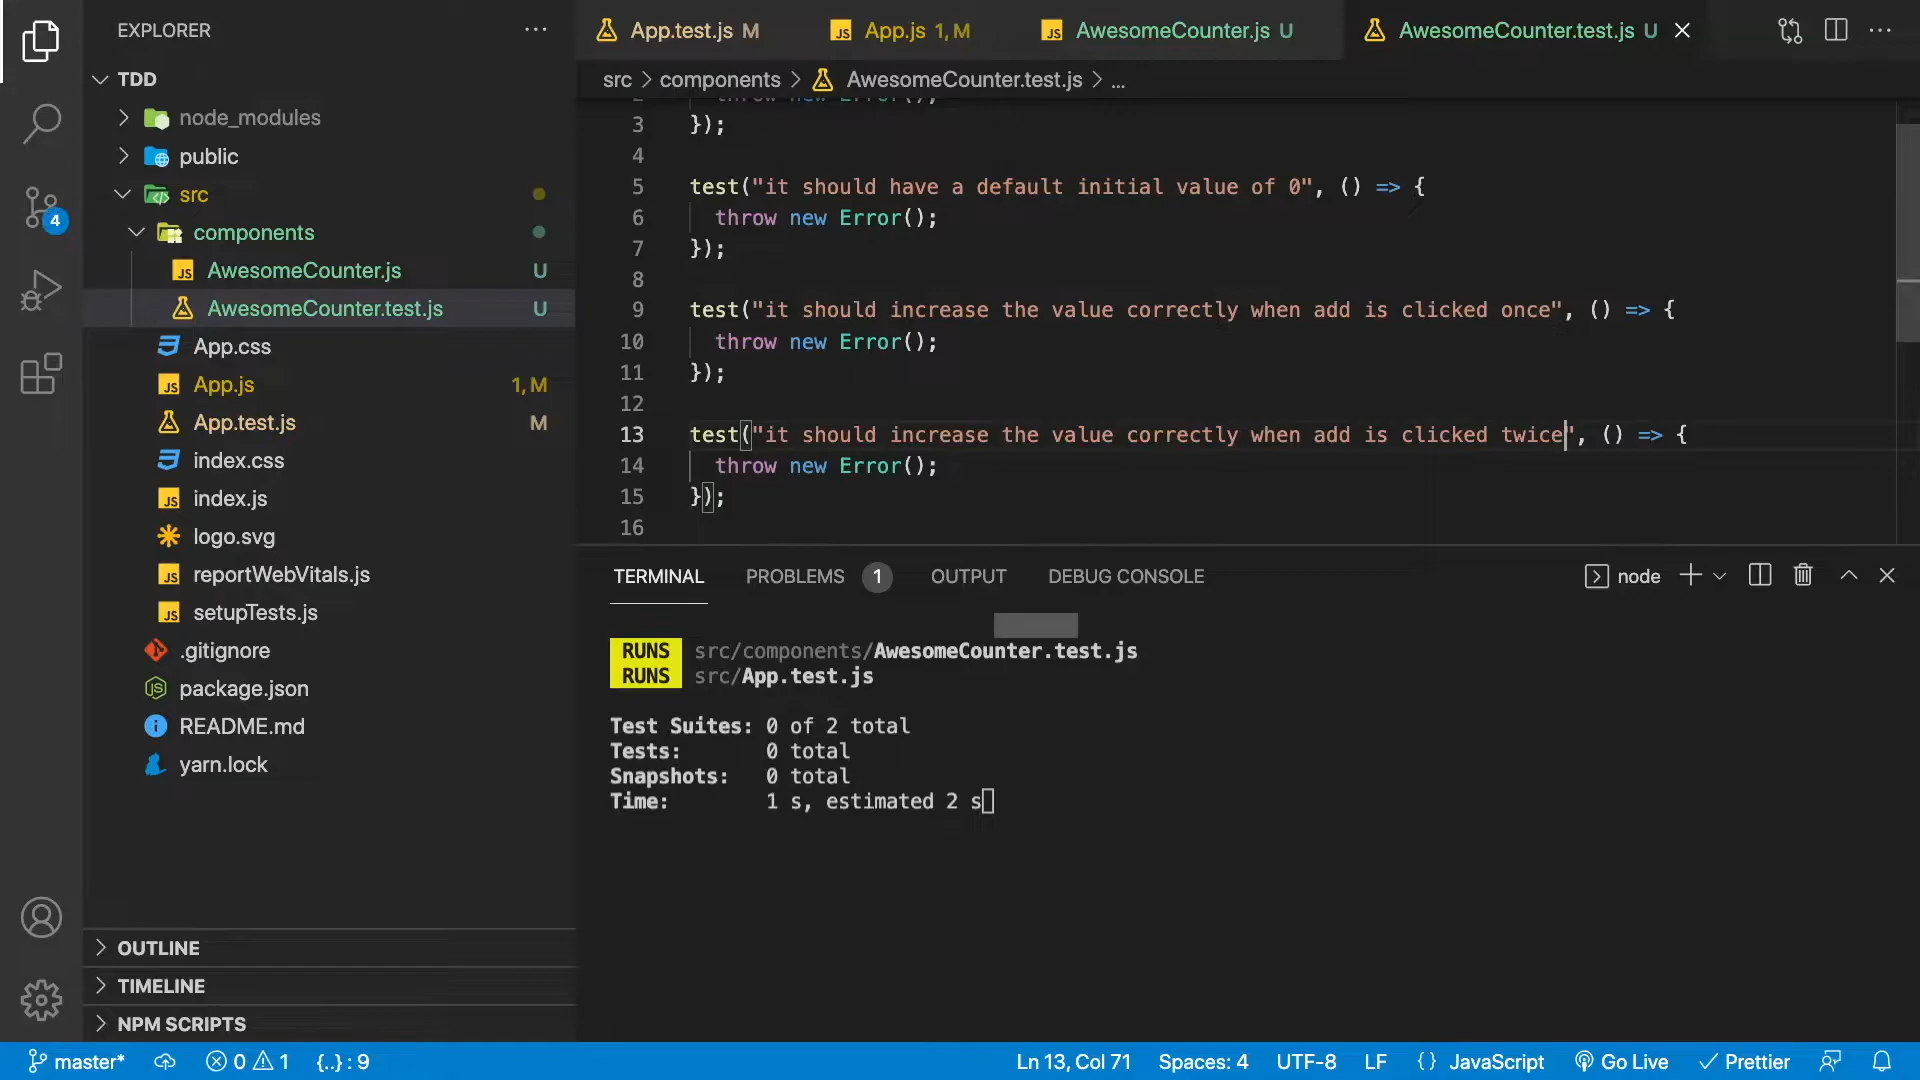 EXPLORER
TDD
node_modules
public
src
components
AwesomeCounter.js U
AwesomeCounter.test.js U
App.css
App.js 1, M
App.test.js M
index.css
index.js
logo.svg
reportWebVitals.js
setupTests.js
.gitignore
package.json
README.md
yarn.lock
OUTLINE
TIMELINE
NPM SCRIPTS
4
App.test.js M
App.js 1, M
AwesomeCounter.js U
AwesomeCounter.test.js U
src > components > AwesomeCounter.test.js > ...
2 throw new Error();
3 });
4
5 test("it should have a default initial value of 0", () => {
6 throw new Error();
7 });
8
9 test("it should increase the value correctly when add is clicked once", () => {
10 throw new Error();
11 });
12
13 test("it should increase the value correctly when add is clicked twice", () => {
14 throw new Error();
15 });
16
TERMINAL PROBLEMS 1 OUTPUT DEBUG CONSOLE node
RUNS src/components/AwesomeCounter.test.js
RUNS src/App.test.js
Test Suites: 0 of 2 total
Tests: 0 total
Snapshots: 0 total
Time: 1 s, estimated 2 s
master* 0 1 {..} : 9 Ln 13, Col 71 Spaces: 4 UTF-8 LF {} JavaScript Go Live Prettier